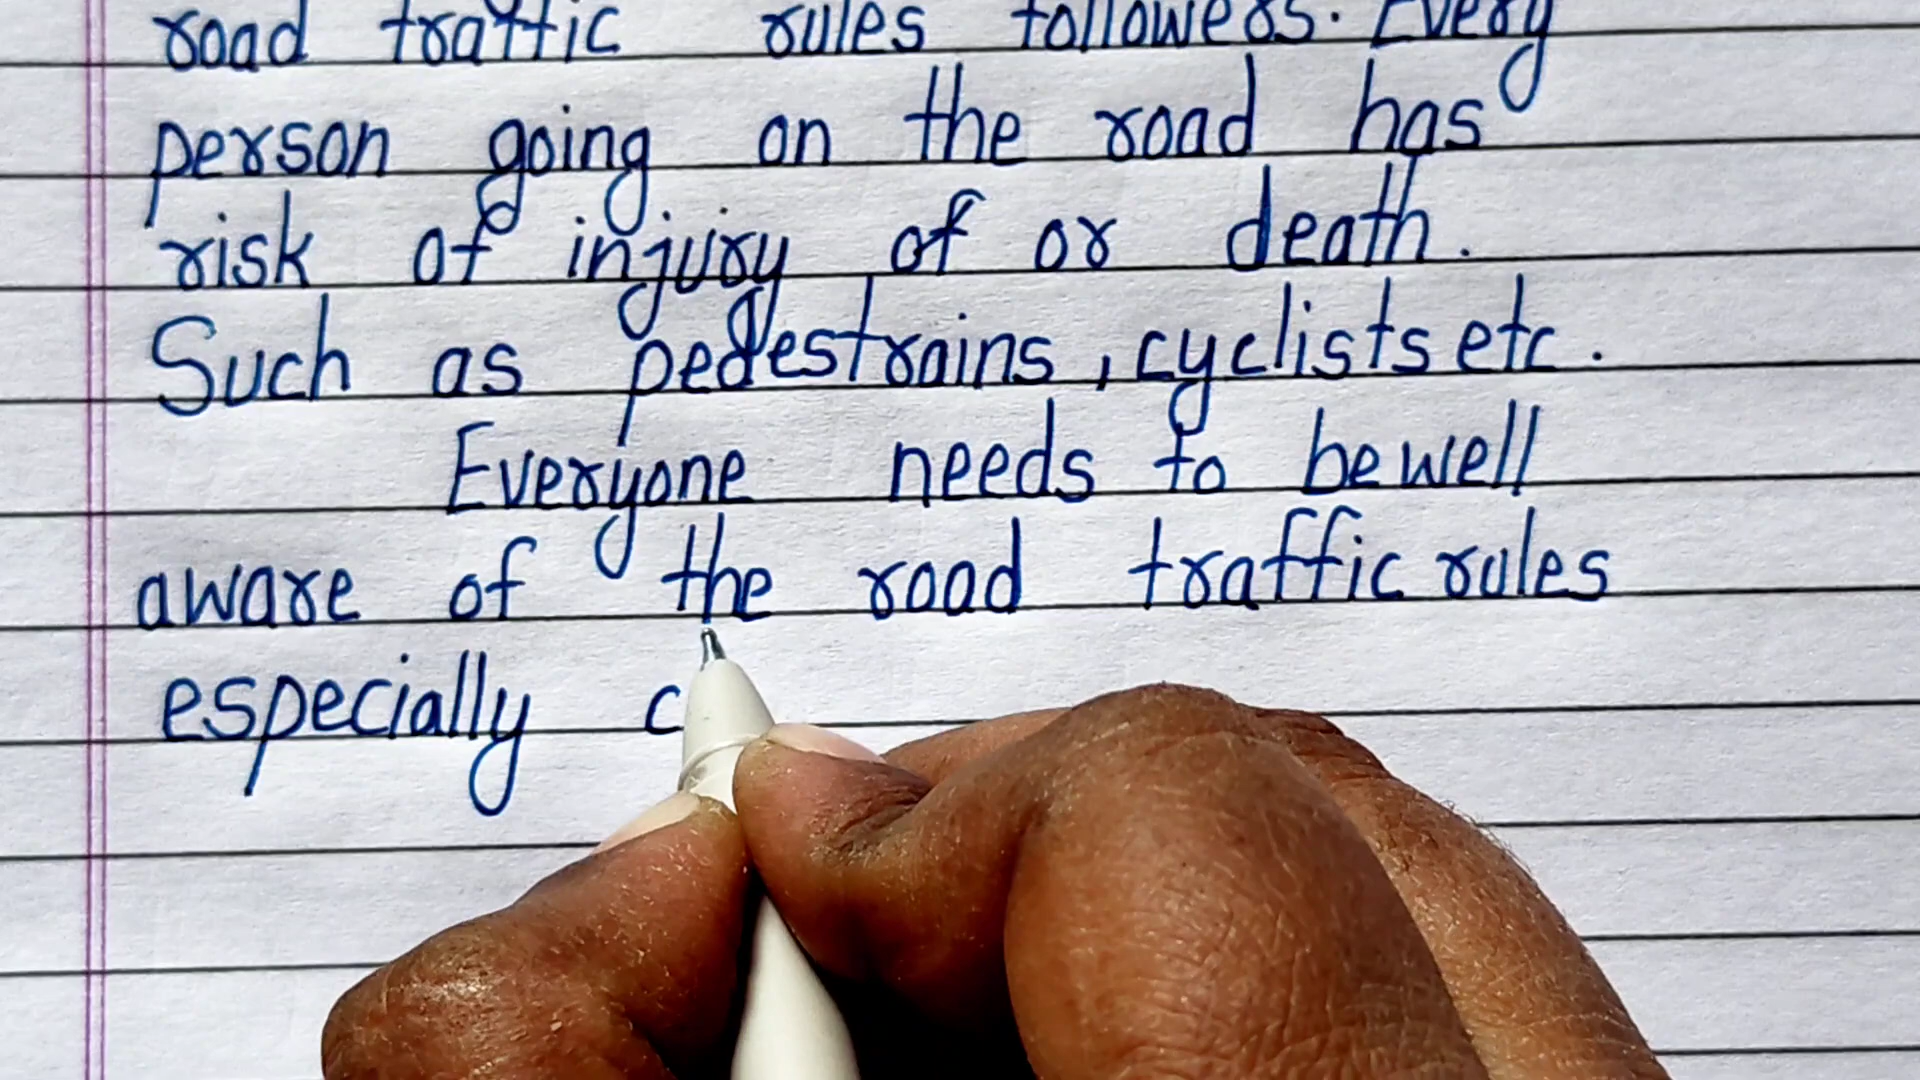 road traffic rules followers. Every
person going on the road has
risk of injury of or death.
Such as pedestrains, cyclists etc.
Everyone needs to be well
aware of the road traffic rules
especially c